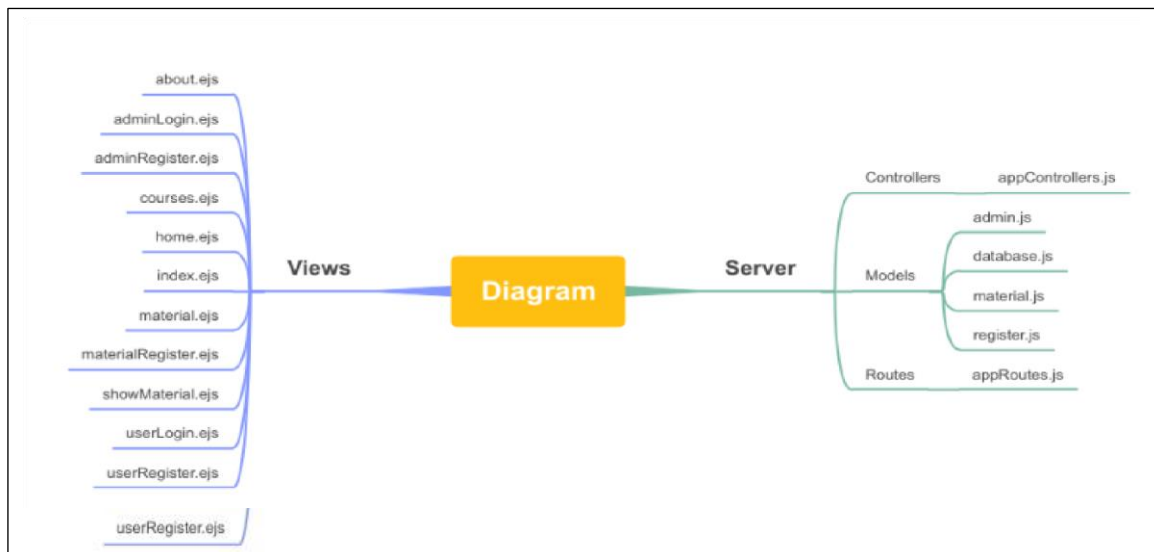 about.ejs
adminLogin.ejs
adminRegister.ejs
courses.ejs
home.ejs
index.ejs
material.ejs
materialRegister.ejs
showMaterial.ejs
userLogin.ejs
userRegister.ejs
userRegister.ejs
Views
Diagram
Server
Controllers
appControllers.js
Models
admin.js
database.js
material.js
register.js
Routes
appRoutes.js